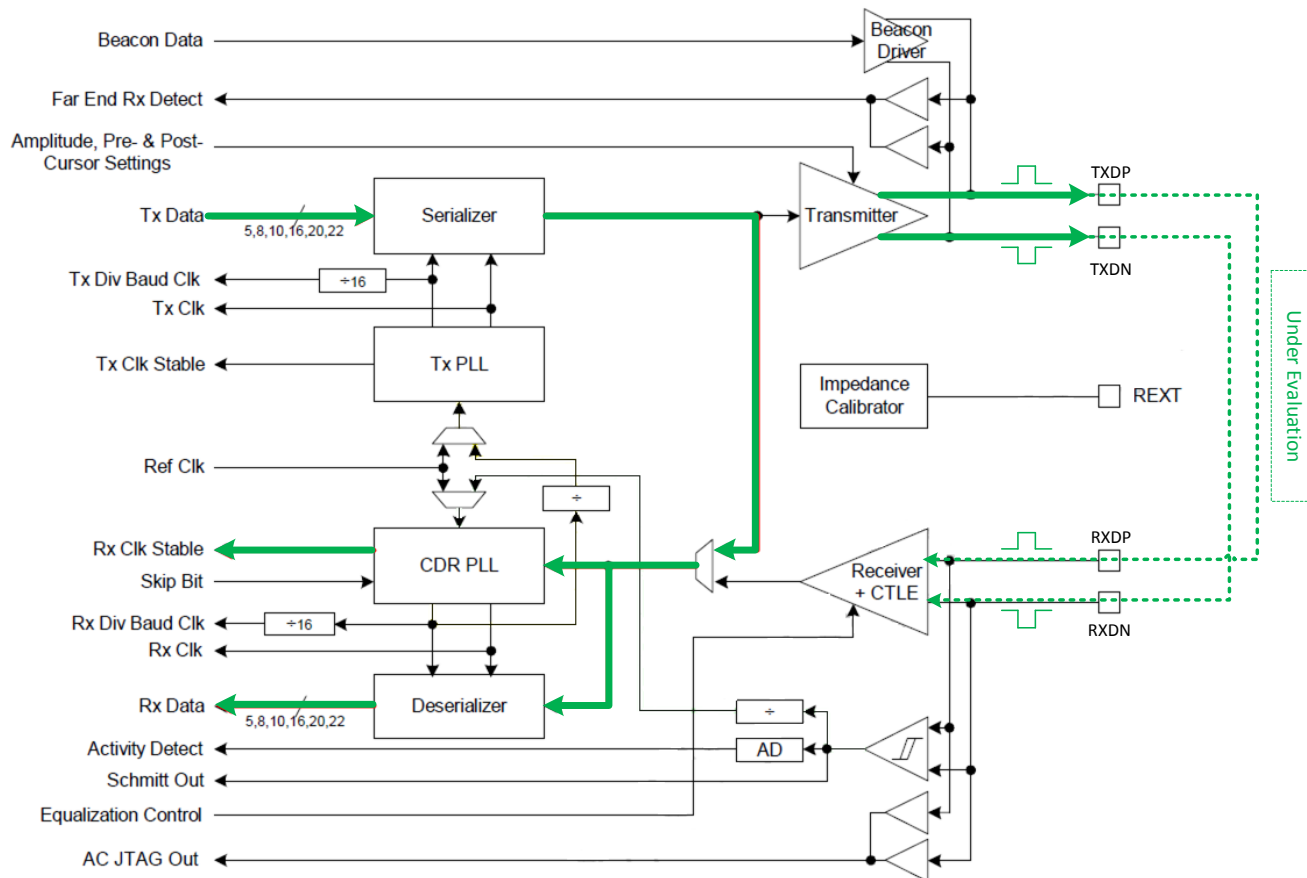 Beacon Data
Beacon
Driver
Far End Rx Detect
Amplitude, Pre- & Post-
Cursor Settings
TXDP
Tx Data
5,8,10,16,20,22
Serializer
Transmitter
TXDN
Tx Div Baud Clk
÷16
Tx Clk
Tx Clk Stable
Tx PLL
Impedance
Calibrator
REXT
Under Evaluation
Ref Clk
÷
Rx Clk Stable
CDR PLL
Skip Bit
Receiver
+ CTLE
RXDP
RXDN
Rx Div Baud Clk
÷16
Rx Clk
Rx Data
5,8,10,16,20,22
Deserializer
÷
Activity Detect
AD
Schmitt Out
Equalization Control
AC JTAG Out